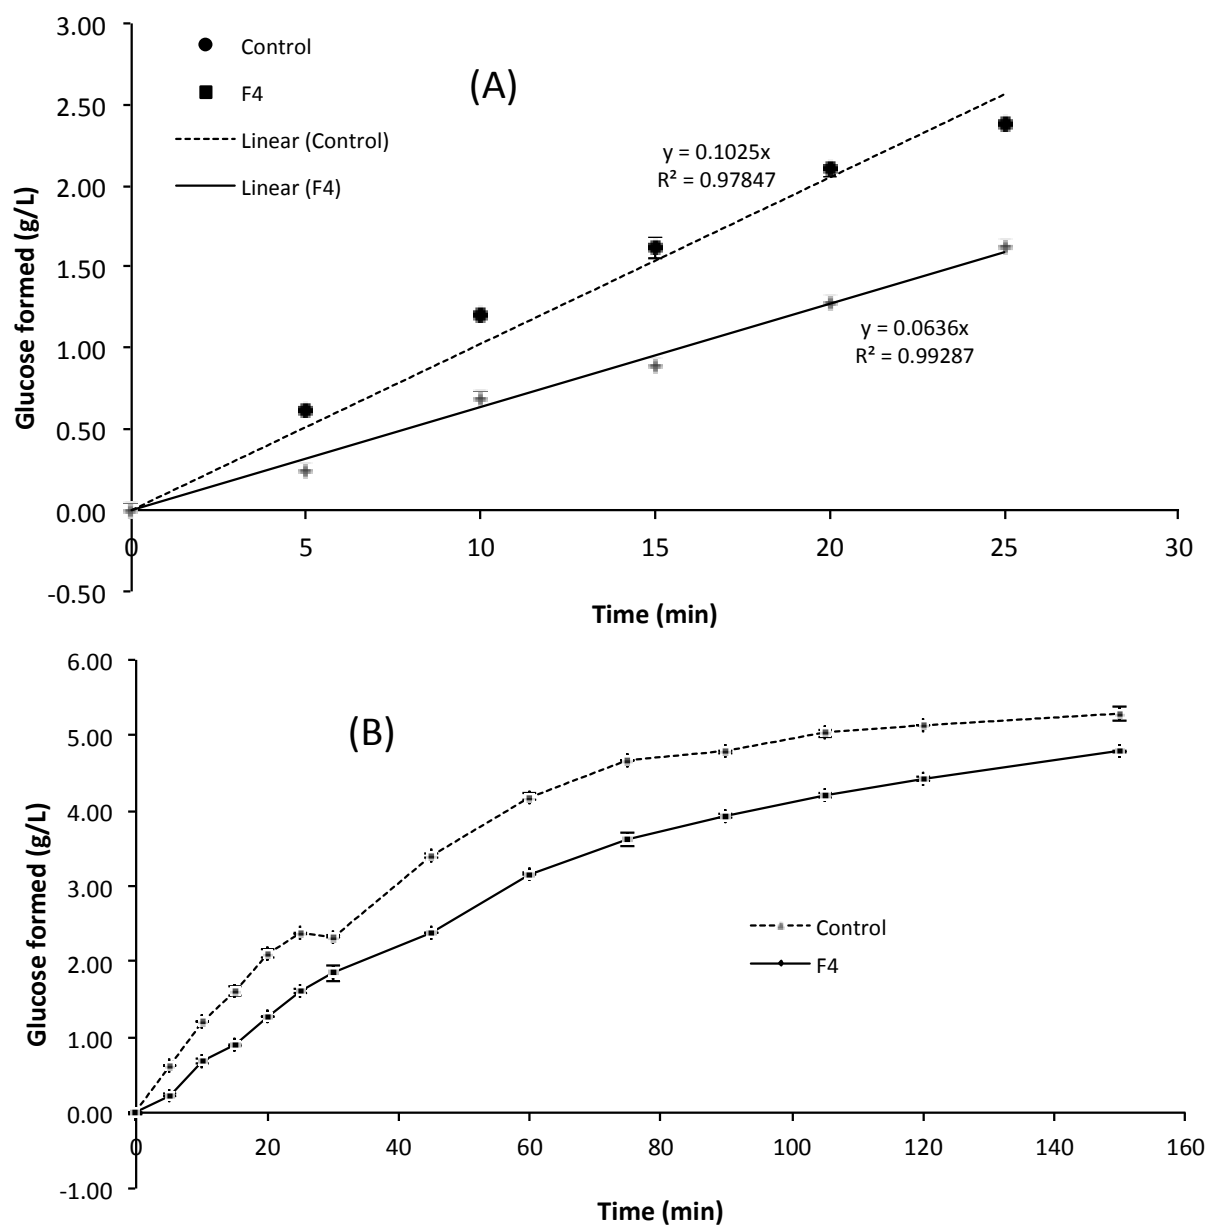 3.00
Control
(A)
F4
2.50
Linear (Control)
y = 0.1025x
R² = 0.97847
2.00
Linear (F4)
Glucose formed (g/L)
1.50
y = 0.0636x
R² = 0.99287
1.00
0.50
0.00
0 5 10 15 20 25 30
-0.50
Time (min)
6.00
(B)
5.00
4.00
Glucose formed (g/L)
3.00
Control
2.00
F4
1.00
0.00
0 20 40 60 80 100 120 140 160
-1.00
Time (min)